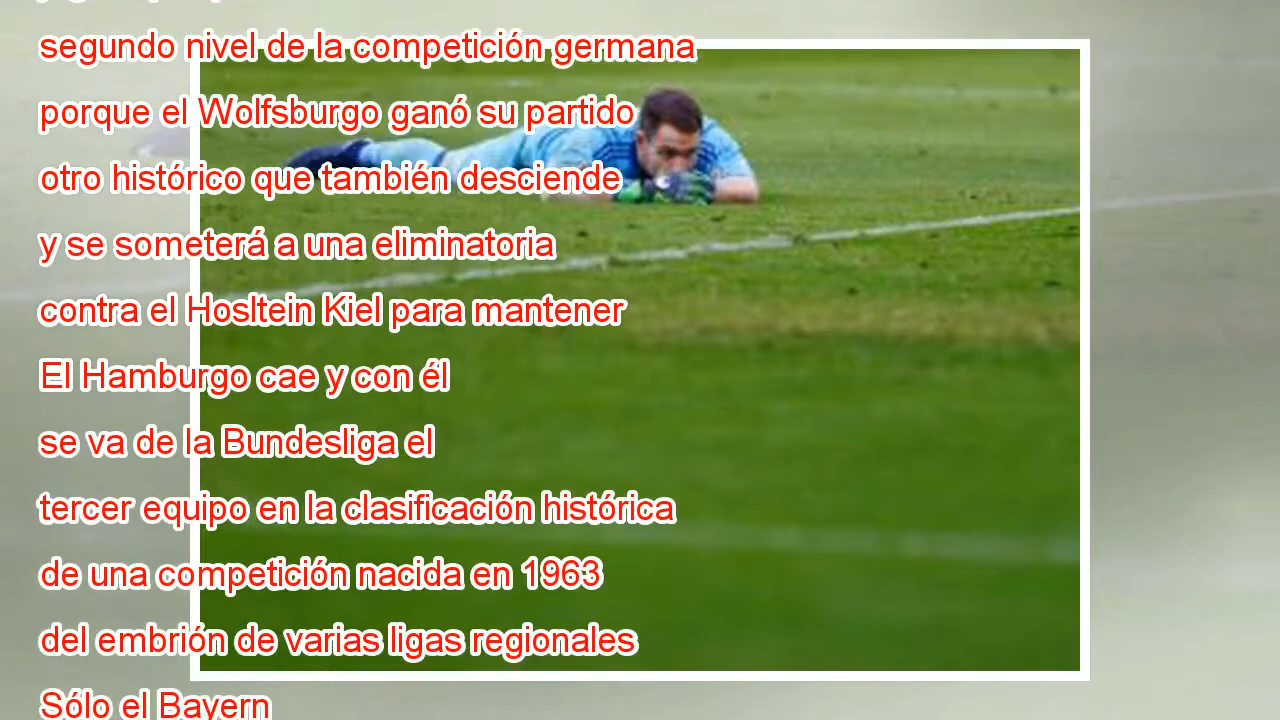 segundo nivel de la competición germana
porque el Wolfsburgo ganó su partido
otro histórico que también desciende
y se someterá a una eliminatoria
contra el Hosltein Kiel para mantener
El Hamburgo cae y con él
se va de la Bundesliga el
tercer equipo en la clasificación histórica
de una competición nacida en 1963
del embrión de varias ligas regionales
Sólo el Bayern